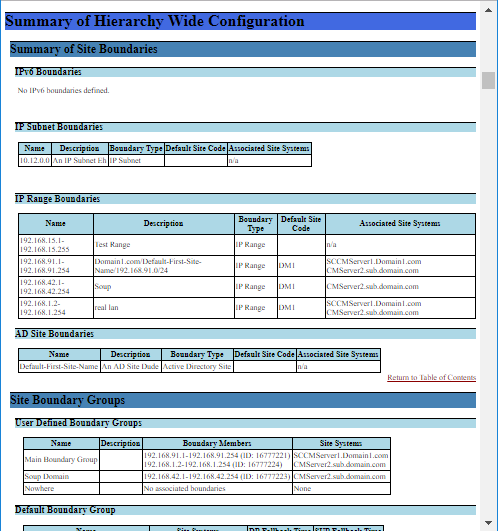 Summary of Hierarchy Wide Configuration
Summary of Site Boundaries
IPv6 Boundaries
No IPv6 boundaries defined.
IP Subnet Boundaries
Name Description Boundary Type Default Site Code Associated Site Systems
10.12.0.0 An IP Subnet Eh IP Subnet n/a
IP Range Boundaries
Name Description Boundary Type Default Site Code Associated Site Systems
192.168.15.1-
192.168.15.255 Test Range IP Range n/a
192.168.91.1- Domain1.com/Default-First-Site- IP Range DM1 SCCMServer1.Domain1.com
192.168.91.254 Name/192.168.91.0/24 CMServer2.sub.domain.com
192.168.42.1-
192.168.42.254 Soup IP Range DM1 CMServer2.sub.domain.com
192.168.1.2- real lan IP Range DM1 SCCMServer1.Domain1.com
192.168.1.254 CMServer2.sub.domain.com
AD Site Boundaries
Name Description Boundary Type Default Site Code Associated Site Systems
Default-First-Site-Name An AD Site Dude Active Directory Site n/a
Return to Table of Contents
Site Boundary Groups
User Defined Boundary Groups
Name Description Boundary Members Site Systems
Main Boundary Group 192.168.91.1-192.168.91.254 (ID: 16777221) SCCMServer1.Domain1.com
192.168.1.2-192.168.1.254 (ID: 16777224) CMServer2.sub.domain.com
Soup Domain 192.168.42.1-192.168.42.254 (ID: 16777223) CMServer2.sub.domain.com
Nowhere No associated boundaries None
Default Boundary Group
Name Site Systems DP Fallback Time SUP Fallback Time